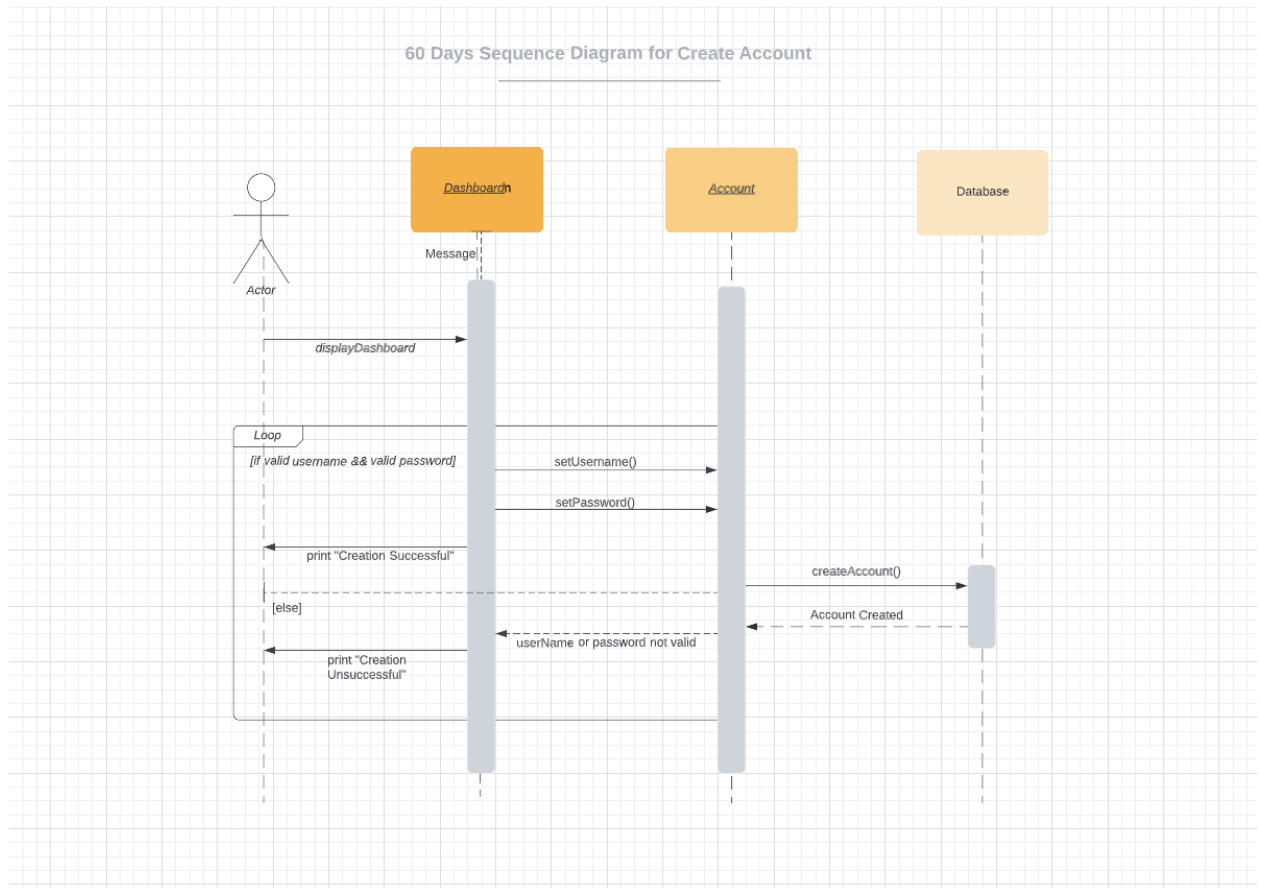 60 Days Sequence Diagram for Create Account
Dashboardn
Account
Database
Message
Actor
displayDashboard
Loop
[if valid username && valid password]
setUsername()
setPassword()
print "Creation Successful"
createAccount()
[else]
Account Created
userName or password not valid
print "Creation
Unsuccessful"